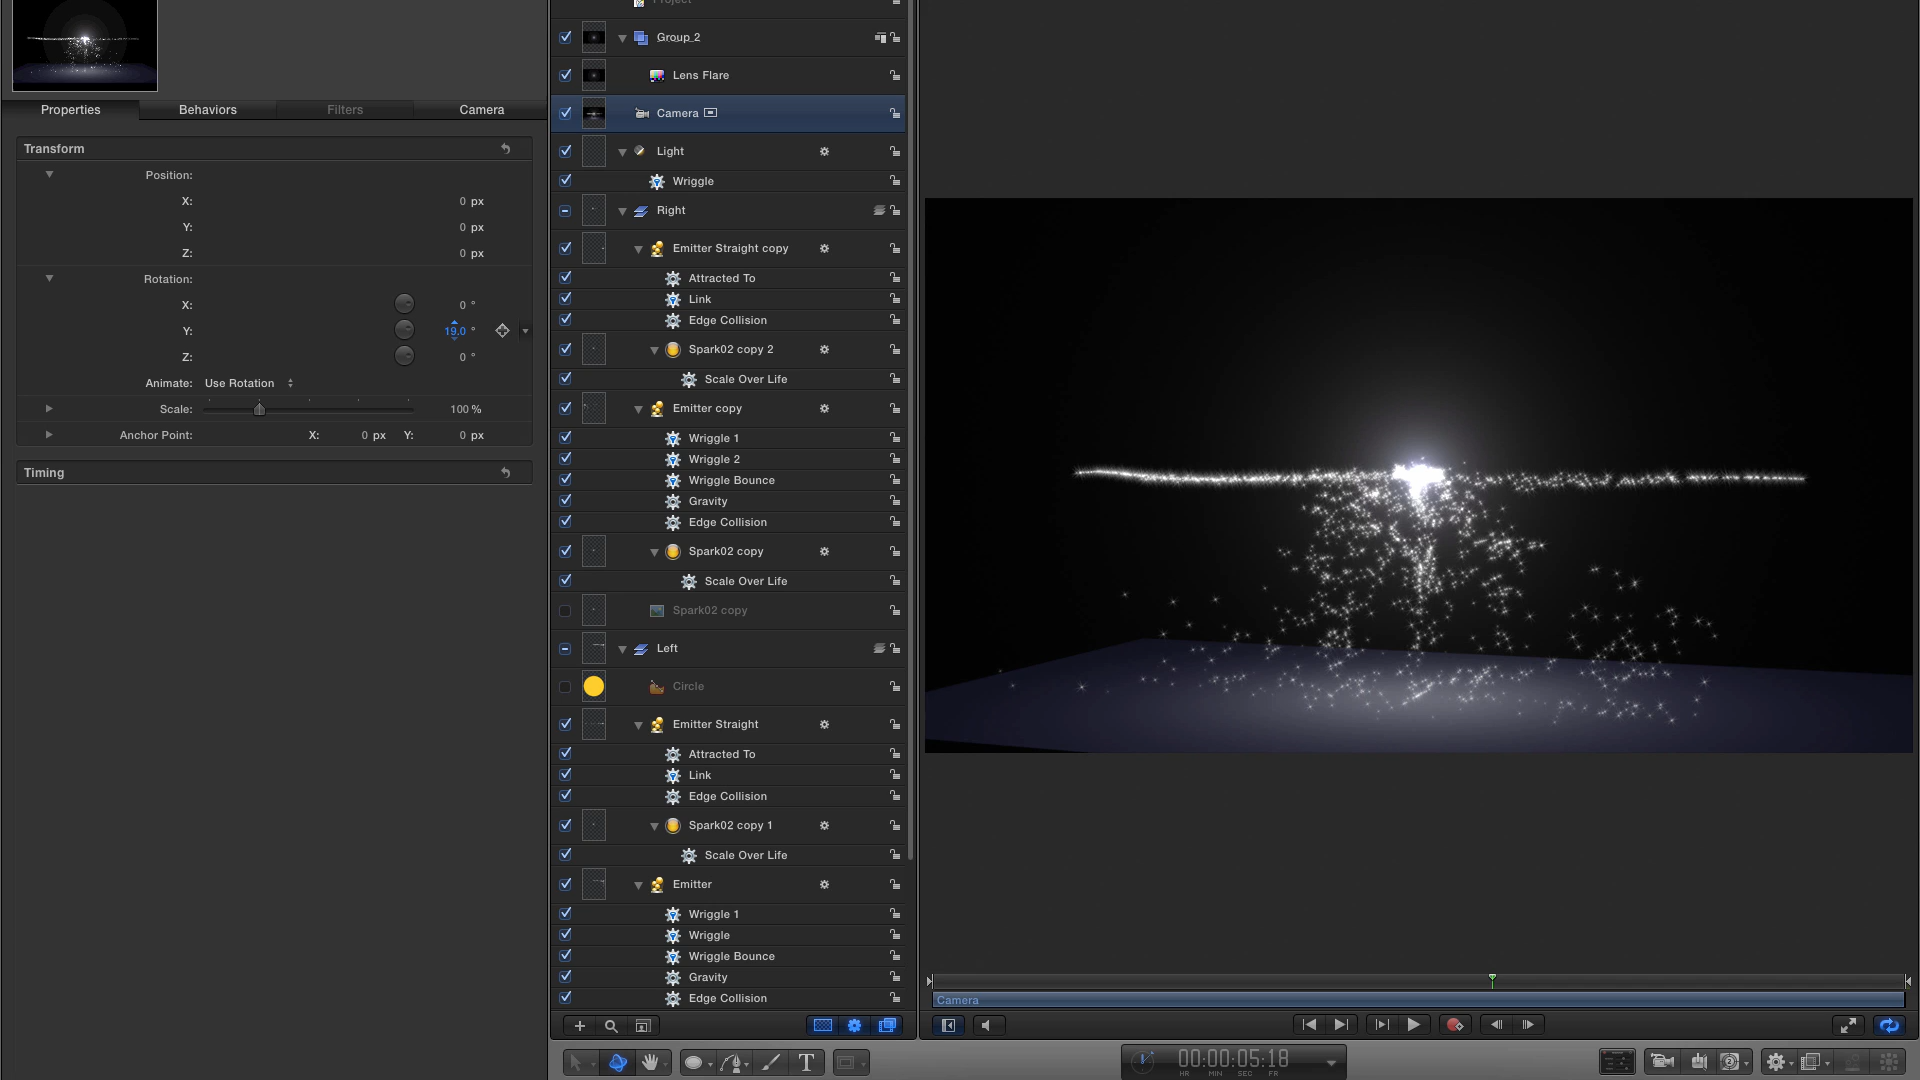 Project
Group_2
Lens Flare
Properties
Behaviors
Filters
Camera
Camera
Transform
Light
Position:
X: 0 px
Wriggle
Y: 0 px
Right
Z: 0 px
Emitter Straight copy
Rotation:
Attracted To
X: 0 °
Link
Y: 19.0 °
Edge Collision
Z: 0 °
Spark02 copy 2
Animate: Use Rotation
Scale Over Life
Scale: 100 %
Emitter copy
Anchor Point: X: 0 px Y: 0 px
Wriggle 1
Timing
Wriggle 2
Wriggle Bounce
Gravity
Edge Collision
Spark02 copy
Scale Over Life
Spark02 copy
Left
Circle
Emitter Straight
Attracted To
Link
Edge Collision
Spark02 copy 1
Scale Over Life
Emitter
Wriggle 1
Wriggle
Wriggle Bounce
Gravity
Edge Collision
Camera
T
00:00:05:18
HR MIN SEC FR